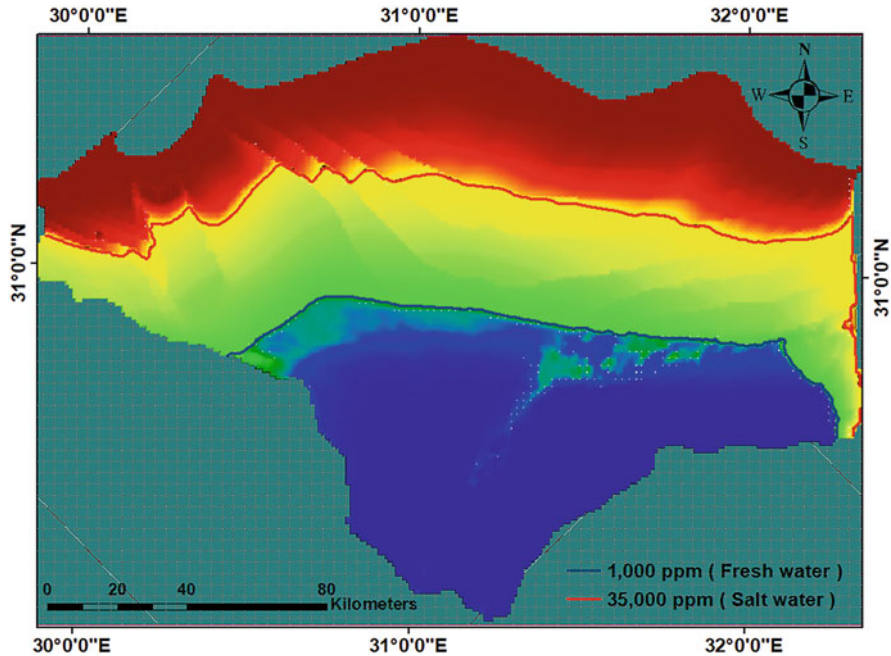 30°0'0"E 31°0'0"E 32°0'0"E
N
W E
S
31°0'0"N 31°0'0"N
1,000 ppm ( Fresh water )
35,000 ppm ( Salt water )
0 20 40 80
Kilometers
30°0'0"E 31°0'0"E 32°0'0"E